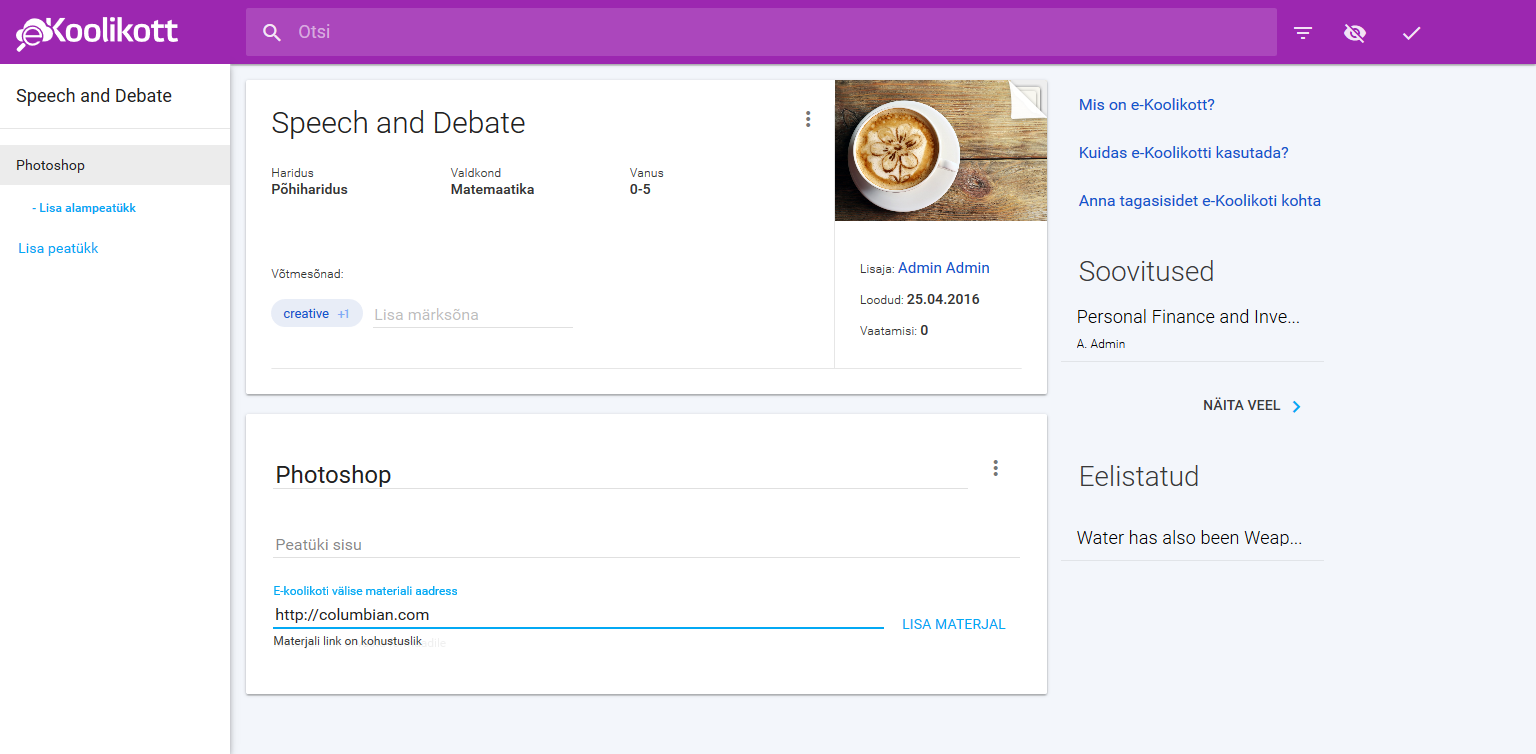 e-Koolikott
Otsi
Speech and Debate
Photoshop
- Lisa alampeatükk
Lisa peatükk
Speech and Debate
Haridus
Põhiharidus
Valdkond
Matemaatika
Vanus
0-5
Võtmesõnad:
creative +1
Lisa märksõna
Lisaja: Admin Admin
Loodud: 25.04.2016
Vaatamisi: 0
Photoshop
Peatüki sisu
E-koolikoti välise materiali aadress
http://columbian.com
LISA MATERJAL
Materjali link on kohustuslik
Mis on e-Koolikott?
Kuidas e-Koolikotti kasutada?
Anna tagasisidet e-Koolikoti kohta
Soovitused
Personal Finance and Inve...
A. Admin
NÄITA VEEL
Eelistatud
Water has also been Weap...